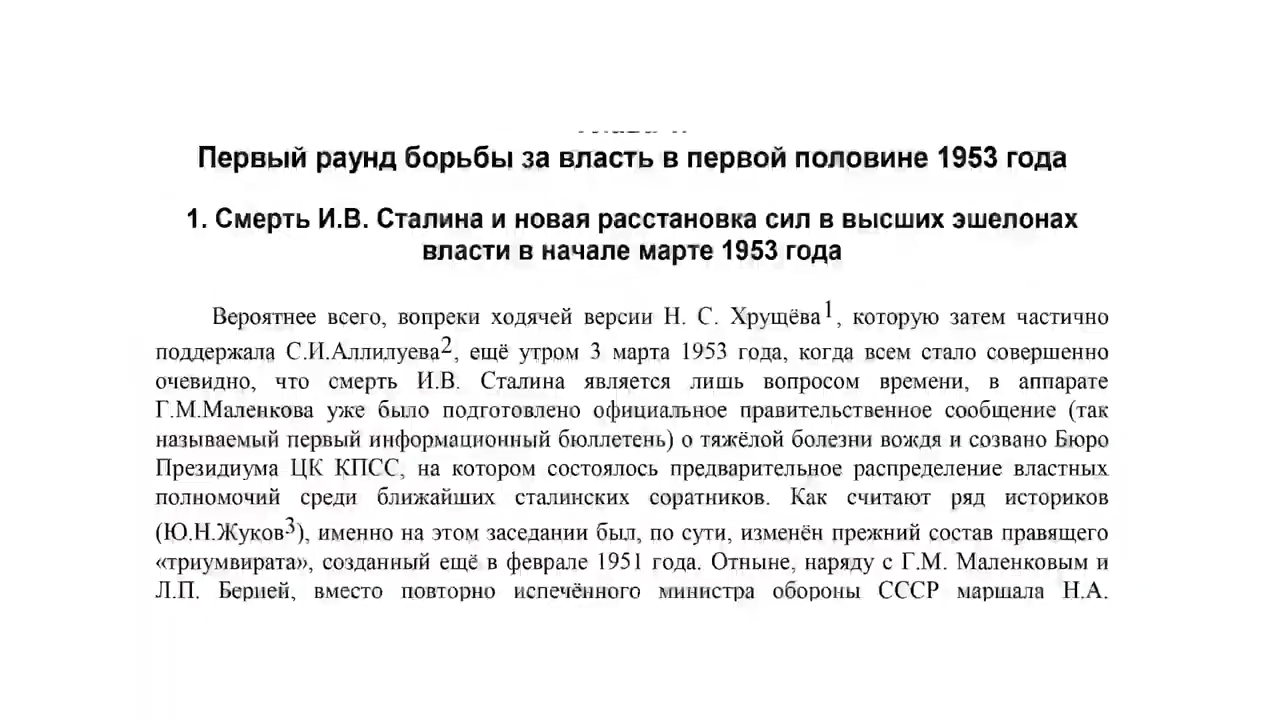 Первый раунд борьбы за власть в первой половине 1953 года
1. Смерть И.В. Сталина и новая расстановка сил в высших эшелонах
власти в начале марте 1953 года
Вероятнее всего, вопреки ходячей версии Н. С. Хрущёва1, которую затем частично
поддержала С.И.Аллилуева2, ещё утром 3 марта 1953 года, когда всем стало совершенно
очевидно, что смерть И.В. Сталина является лишь вопросом времени, в аппарате
Г.М.Маленкова уже было подготовлено официальное правительственное сообщение (так
называемый первый информационный бюллетень) о тяжёлой болезни вождя и созвано Бюро
Президиума ЦК КПСС, на котором состоялось предварительное распределение властных
полномочий среди ближайших сталинских соратников. Как считают ряд историков
(Ю.Н.Жуков3), именно на этом заседании был, по сути, изменён прежний состав правящего
«триумвирата», созданный ещё в феврале 1951 года. Отныне, наряду с Г.М. Маленковым и
Л.П. Берией, вместо повторно испечённого министра обороны СССР маршала Н.А.